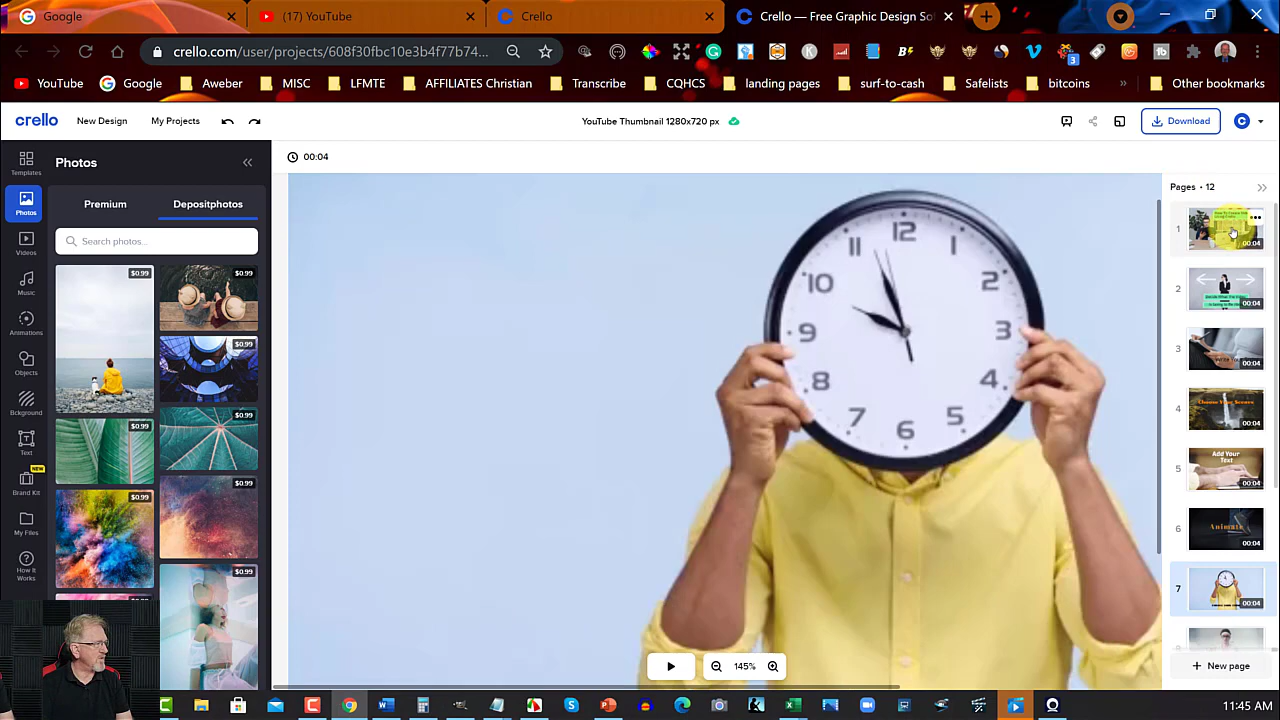 Google
(17) YouTube
Crello
Crello — Free Graphic Design So
crello.com/user/projects/608f30fbc10e3b4f77b74...
3
YouTube
Google
Aweber
MISC
LFMTE
AFFILIATES Christian
Transcribe
CQHCS
landing pages
surf-to-cash
Safelists
bitcoins
»
Other bookmarks
crello
New Design
My Projects
YouTube Thumbnail 1280x720 px
Download
C
Templates
Photos
Videos
Music
Animations
Objects
Bckground
Text
NEW
Brand Kit
My Files
How It Works
Photos
Premium
Depositphotos
Search photos...
$0.99
$0.99
$0.99
$0.99
$0.99
$0.99
$0.99
$0.99
00:04
12
1
2
3
4
5
6
7
8
9
10
11
145%
Pages • 12
1
00:04
2
00:04
3
00:04
4
Choose Your Scenes
00:04
5
Add Your Text
00:04
6
Animate
00:04
7
00:04
New page
11:45 AM